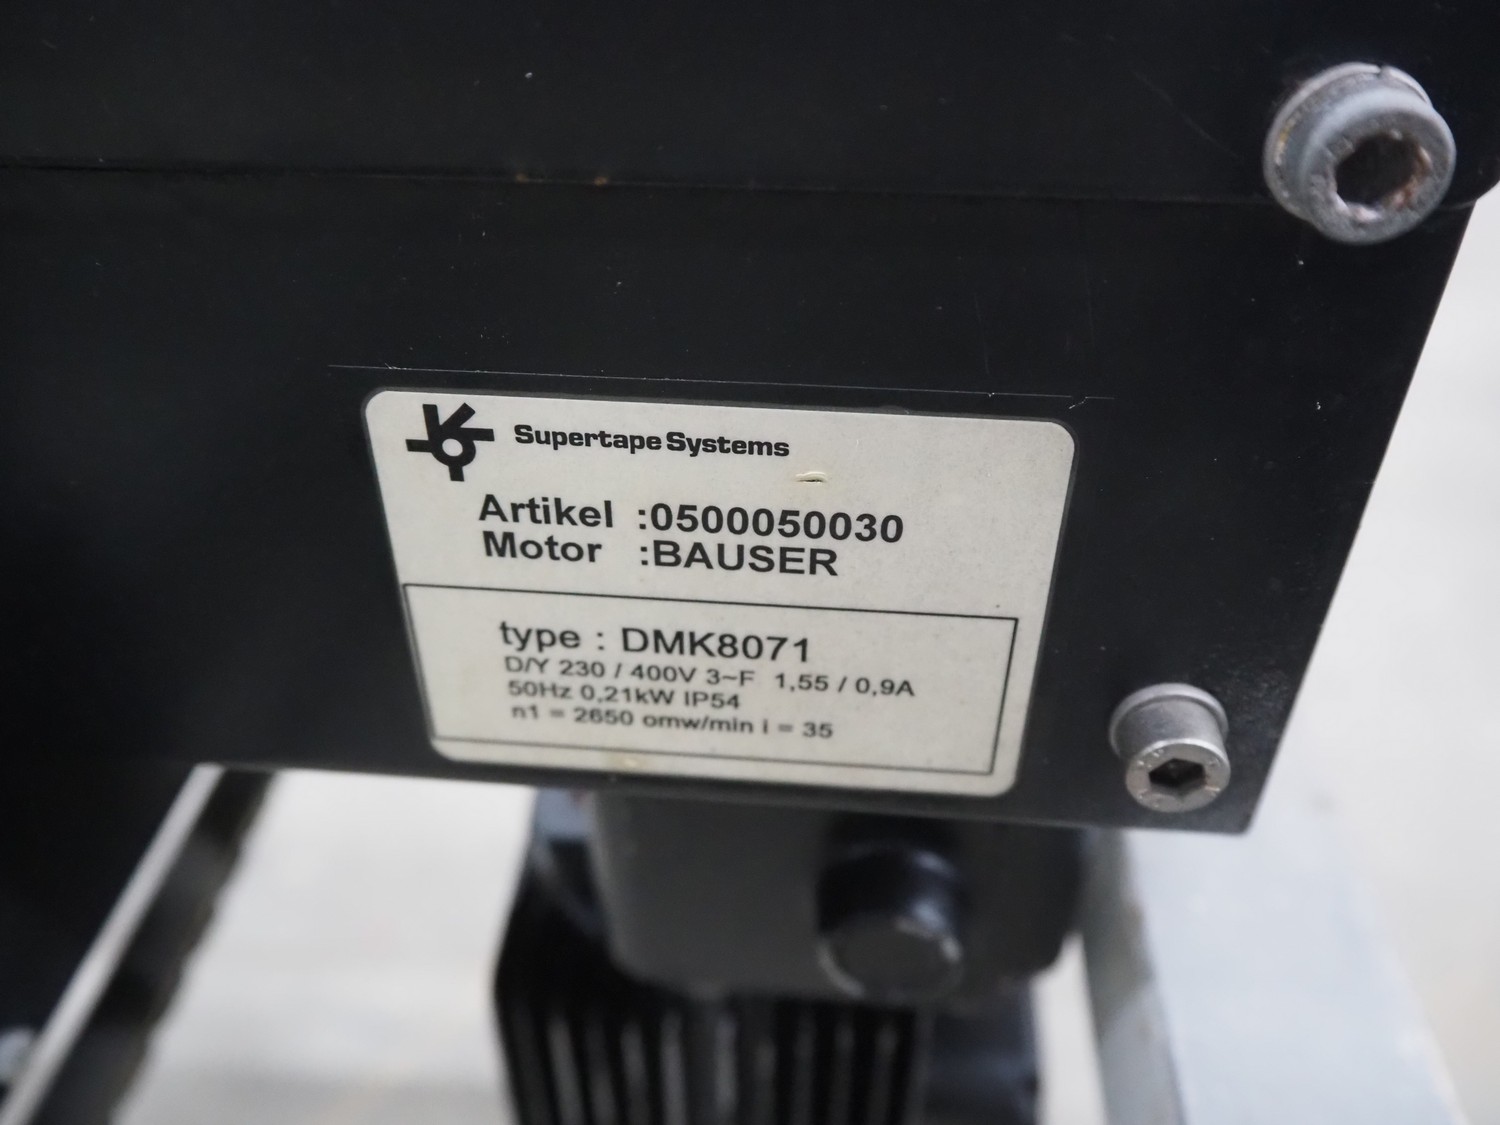 Supertape Systems
Artikel :0500050030
Motor :BAUSER
type : DMK8071
D/Y 230 / 400V 3~F 1,55 / 0,9A
50Hz 0,21kW IP54
n1 = 2650 omw/min i = 35